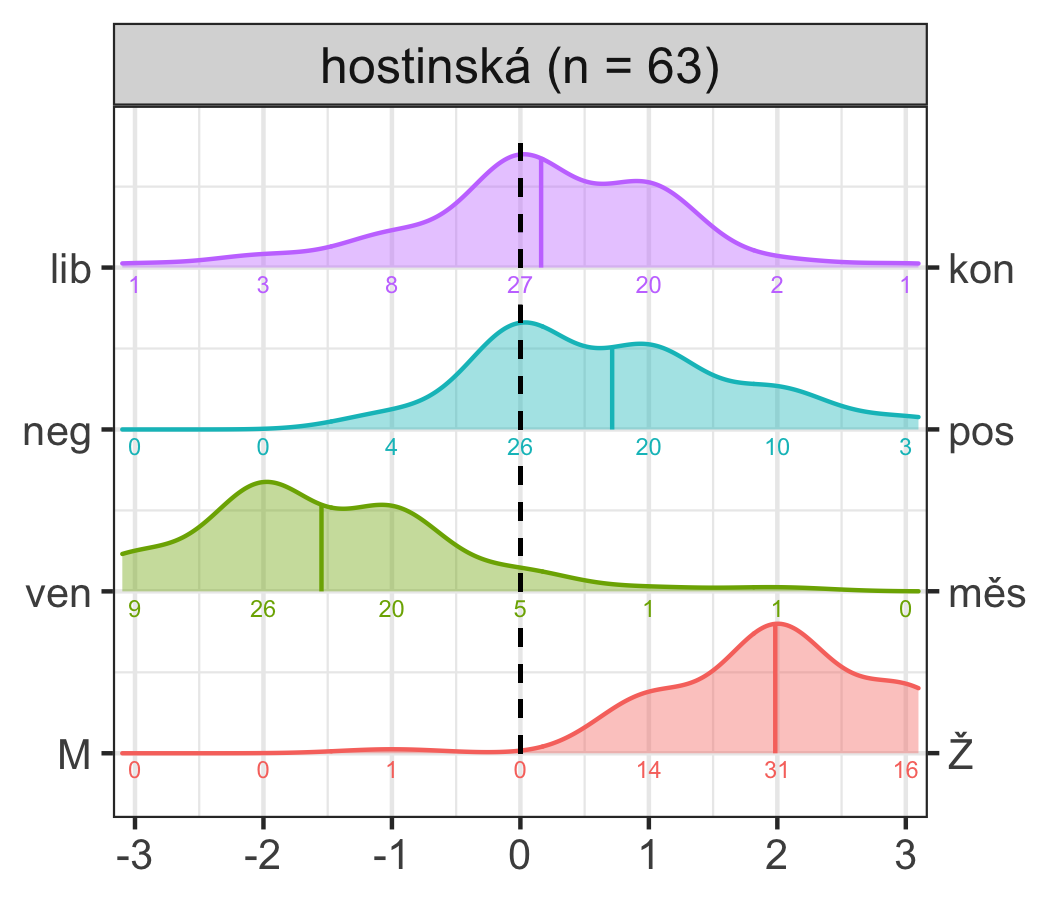 hostinská (n = 63)
lib kon
1 3 8 27 20 2 1
neg pos
0 0 4 26 20 10 3
ven měs
9 26 20 5 1 1 0
M Ž
0 0 1 0 14 31 16
-3 -2 -1 0 1 2 3